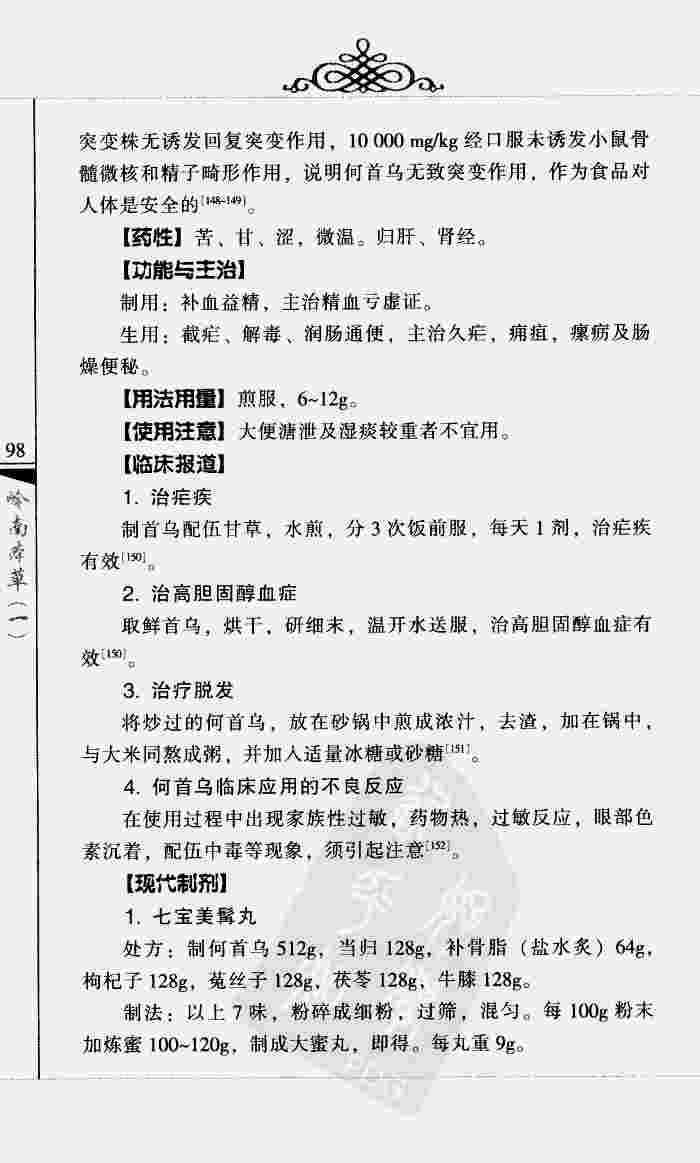 突变株无诱发回复突变作用，10 000 mg/kg 经口服未诱发小鼠骨
髓微核和精子畸形作用，说明何首乌无致突变作用，作为食品对
人体是安全的[148~149]。
【药性】苦、甘、涩，微温。归肝、肾经。
【功能与主治】
制用：补血益精，主治精血亏虚证。
生用：截疟、解毒、润肠通便，主治久疟，痈疽，瘰疬及肠
燥便秘。
【用法用量】煎服，6~12g。
【使用注意】大便溏泄及湿痰较重者不宜用。
【临床报道】
1. 治疟疾
制首乌配伍甘草，水煎，分 3 次饭前服，每天 1 剂，治疟疾
有效[150]。
2. 治高胆固醇血症
取鲜首乌，烘干，研细末，温开水送服，治高胆固醇血症有
效[150]。
3. 治疗脱发
将炒过的何首乌，放在砂锅中煎成浓汁，去渣，加在锅中，
与大米同熬成粥，并加入适量冰糖或砂糖[151]。
4. 何首乌临床应用的不良反应
在使用过程中出现家族性过敏，药物热，过敏反应，眼部色
素沉着，配伍中毒等现象，须引起注意[152]。
【现代制剂】
1. 七宝美髯丸
处方：制何首乌 512g，当归 128g，补骨脂（盐水炙）64g，
枸杞子 128g，菟丝子 128g，茯苓 128g，牛膝 128g。
制法：以上 7 味，粉碎成细粉，过筛，混匀。每 100g 粉末
加炼蜜 100~120g，制成大蜜丸，即得。每丸重 9g。
98
岭南本草（一）